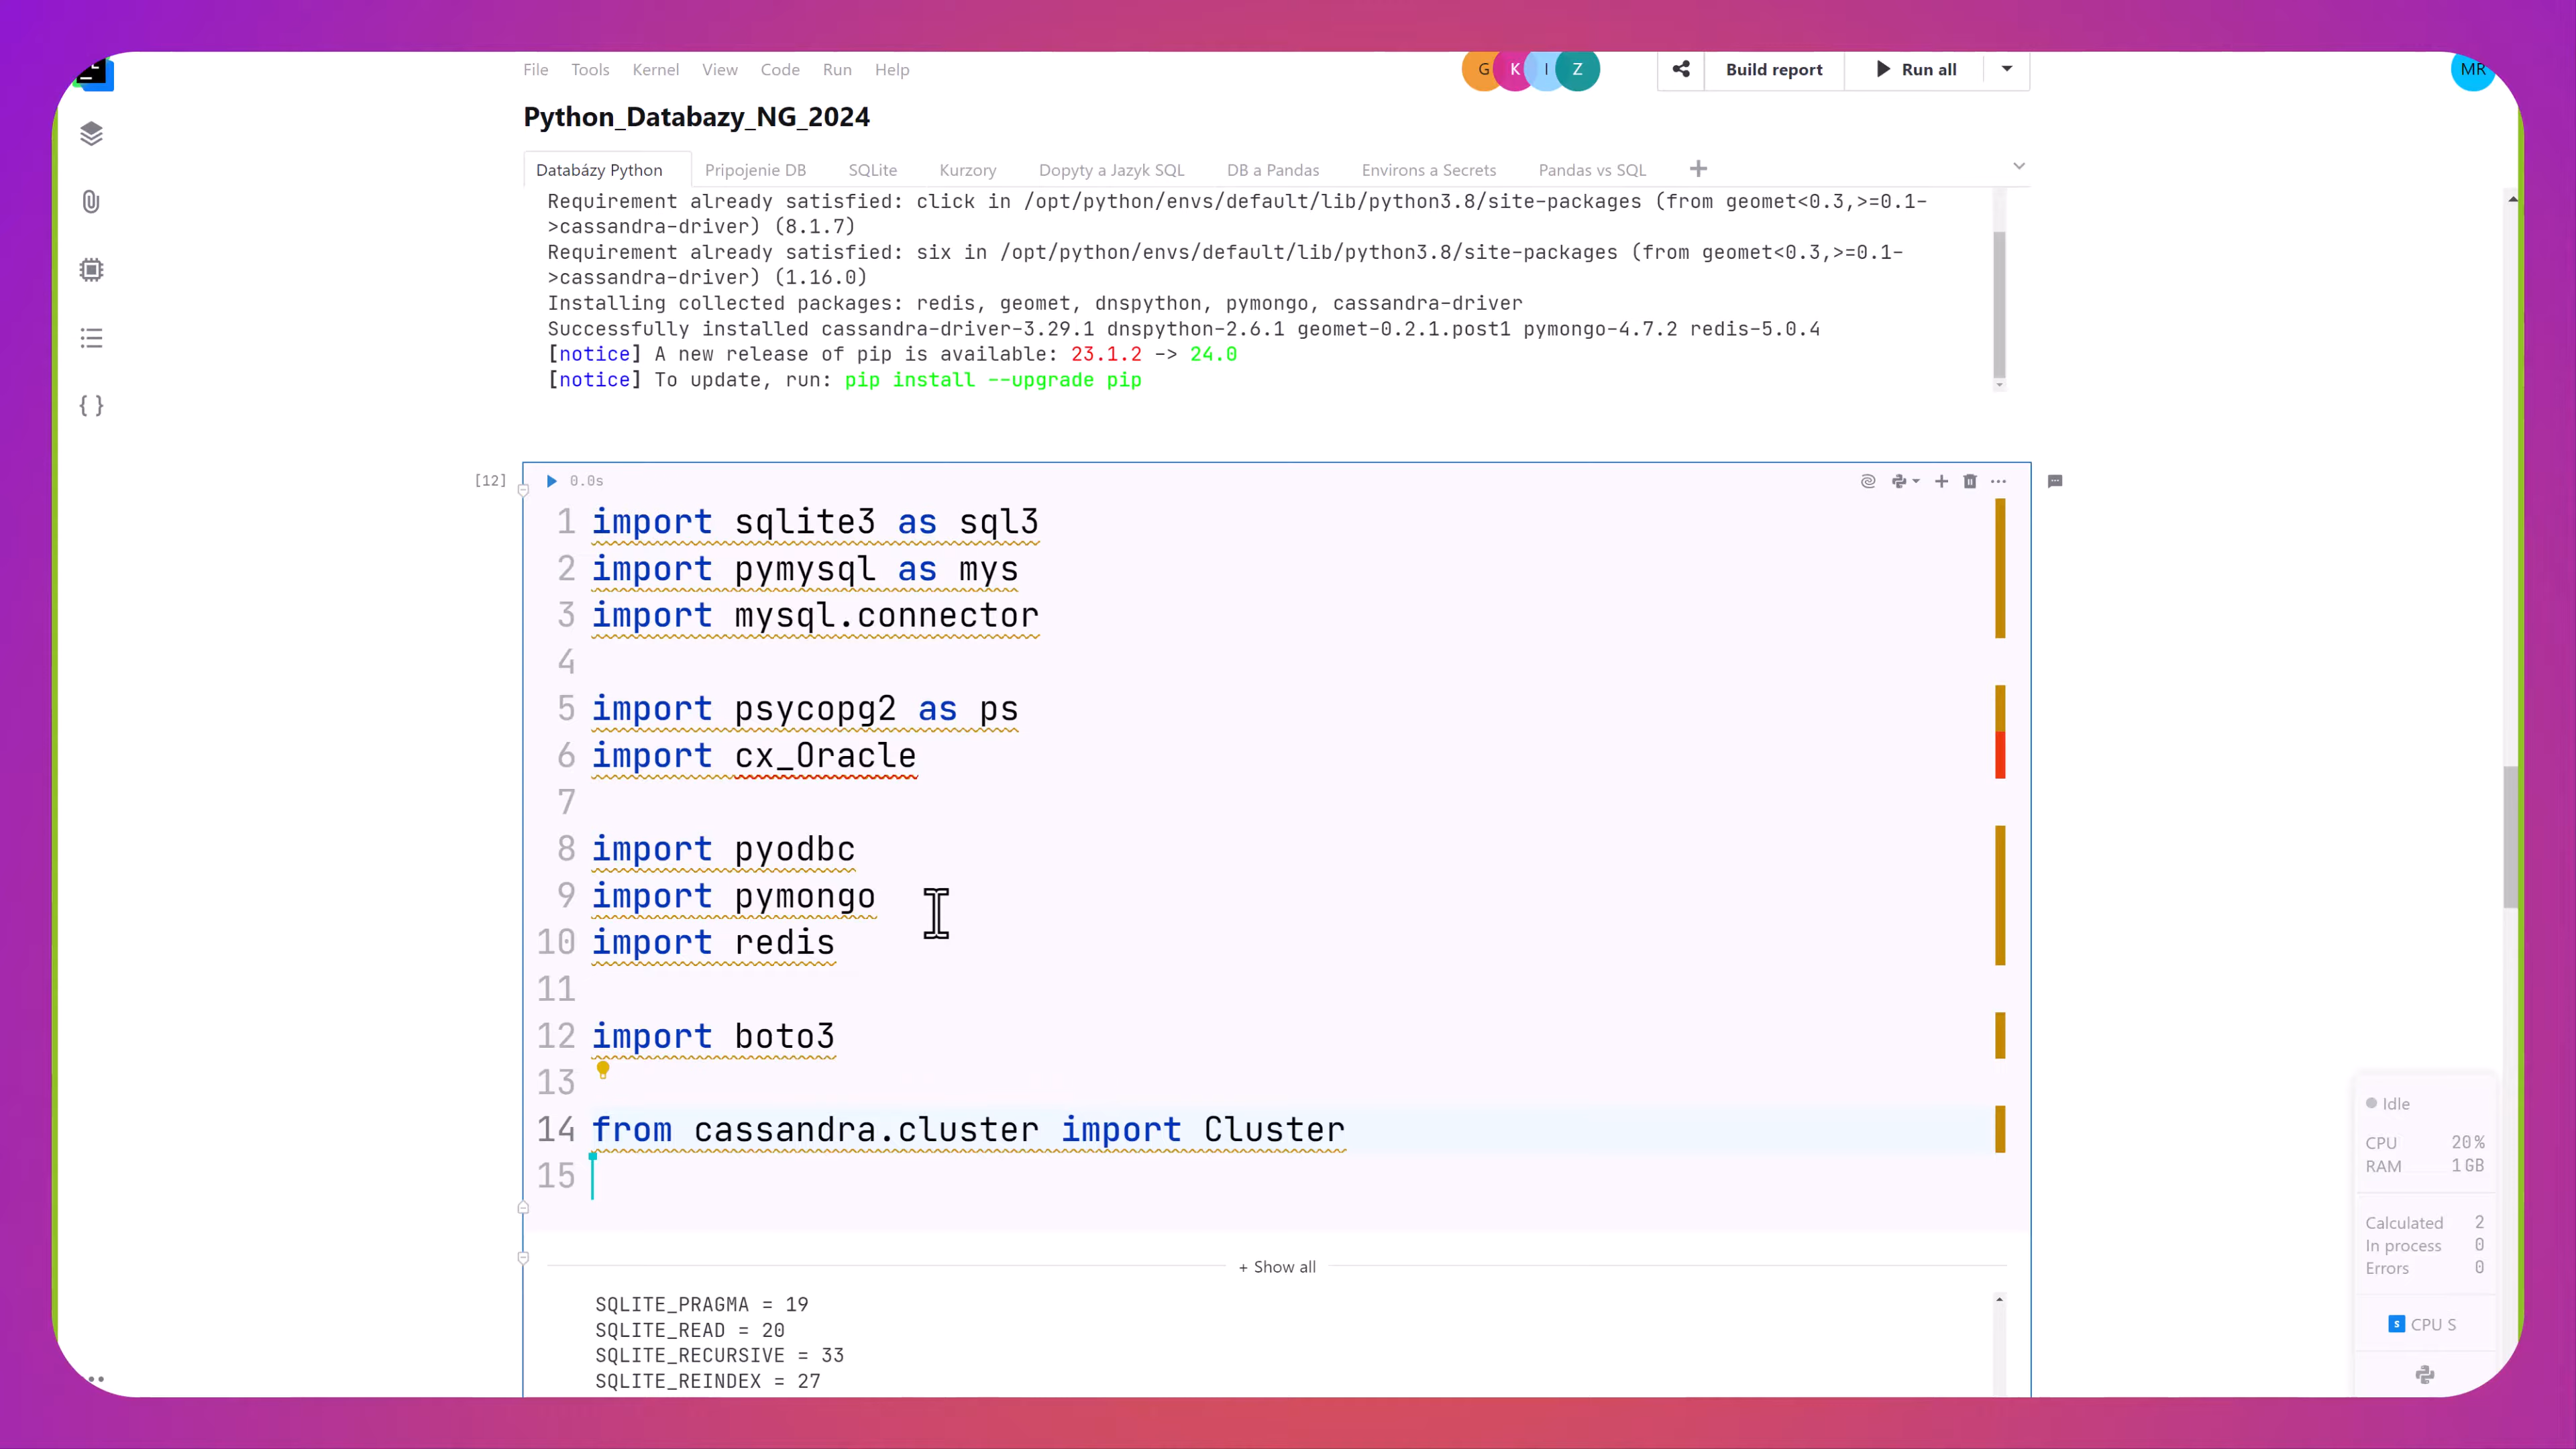 File Tools Kernel View Code Run Help
G K I Z
Build report
Run all
MR
Python_Databazy_NG_2024
Databázy Python Pripojenie DB SQLite Kurzory Dopyty a Jazyk SQL DB a Pandas Environs a Secrets Pandas vs SQL
Requirement already satisfied: click in /opt/python/envs/default/lib/python3.8/site-packages (from geomet<0.3,>=0.1-
>cassandra-driver) (8.1.7)
Requirement already satisfied: six in /opt/python/envs/default/lib/python3.8/site-packages (from geomet<0.3,>=0.1-
>cassandra-driver) (1.16.0)
Installing collected packages: redis, geomet, dnspython, pymongo, cassandra-driver
Successfully installed cassandra-driver-3.29.1 dnspython-2.6.1 geomet-0.2.1.post1 pymongo-4.7.2 redis-5.0.4
[notice] A new release of pip is available: 23.1.2 -> 24.0
[notice] To update, run: pip install --upgrade pip
[12] 0.0s
1 import sqlite3 as sql3
2 import pymysql as mys
3 import mysql.connector
4
5 import psycopg2 as ps
6 import cx_Oracle
7
8 import pyodbc
9 import pymongo
10 import redis
11
12 import boto3
13
14 from cassandra.cluster import Cluster
15
+ Show all
SQLITE_PRAGMA = 19
SQLITE_READ = 20
SQLITE_RECURSIVE = 33
SQLITE_REINDEX = 27
Idle
CPU 20%
RAM 1GB
Calculated 2
In process 0
Errors 0
s CPU S